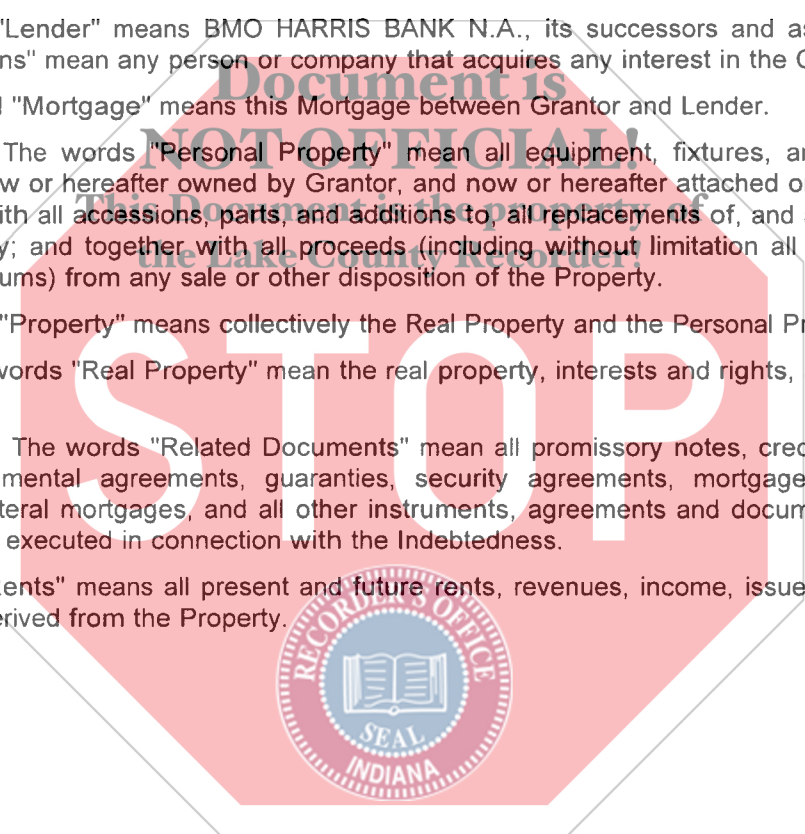 "Lender" means BMO HARRIS BANK N.A., its successors and as
ns" mean any person or company that acquires any interest in the
Document is
"Mortgage" means this Mortgage between Grantor and Lender.
NOT OFFICIAL!
The words "Personal Property" mean all equipment, fixtures, an
w or hereafter owned by Grantor, and now or hereafter attached o
This Document is the property of
ith all accessions, parts, and additions to, all replacements of, and
y; and together with all proceeds (including without limitation all
the Lake County Recorder!
ums) from any sale or other disposition of the Property.
"Property" means collectively the Real Property and the Personal Pr
words "Real Property" mean the real property, interests and rights,
STOP
The words "Related Documents" mean all promissory notes, cred
mental agreements, guaranties, security agreements, mortgage
teral mortgages, and all other instruments, agreements and docum
executed in connection with the Indebtedness.
ents" means all present and future rents, revenues, income, issue
erived from the Property.
RECORDER'S OFFICE
SEAL
INDIANA